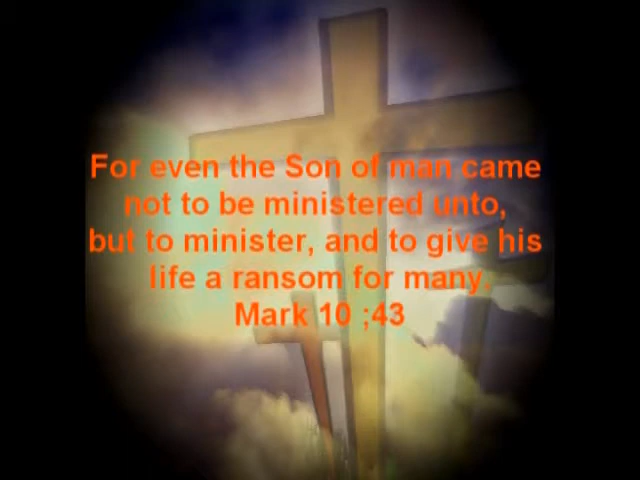 For even the Son of man came
not to be ministered unto,
but to minister, and to give his
life a ransom for many.
Mark 10 ;43